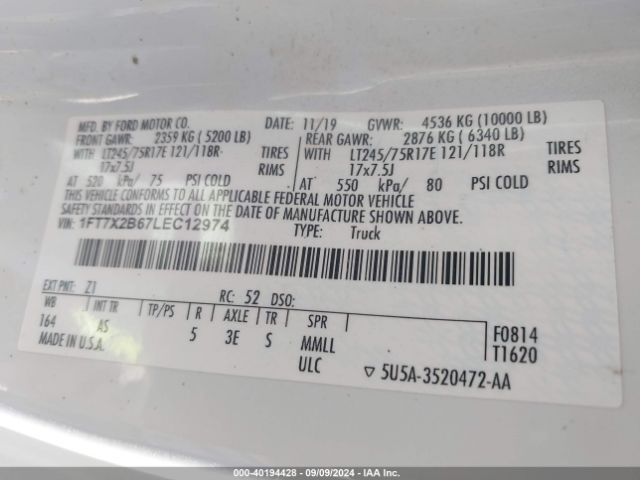 MFD. BY FORD MOTOR CO. DATE: 11/19 GVWR: 4536 KG (10000 LB)
FRONT GAWR: 2359 KG (5200 LB) REAR GAWR: 2876 KG (6340 LB)
WITH LT245/75R17E 121/118R TIRES WITH LT245/75R17E 121/118R TIRES
17x7.5J RIMS 17x7.5J RIMS
AT 520 kPa/ 75 PSI COLD AT 550 kPa/ 80 PSI COLD
THIS VEHICLE CONFORMS TO ALL APPLICABLE FEDERAL MOTOR VEHICLE
SAFETY STANDARDS IN EFFECT ON THE DATE OF MANUFACTURE SHOWN ABOVE.
VIN: 1FT7X2B67LEC12974 TYPE: Truck
EXT PNT: Z1 RC: 52 DSO:
WB INT TR TP/PS R AXLE TR SPR F0814
164 AS 5 3E S MMLL T1620
MADE IN U.S.A. ULC ▽ 5U5A-3520472-AA
000-40194428 - 09/09/2024 - IAA Inc.